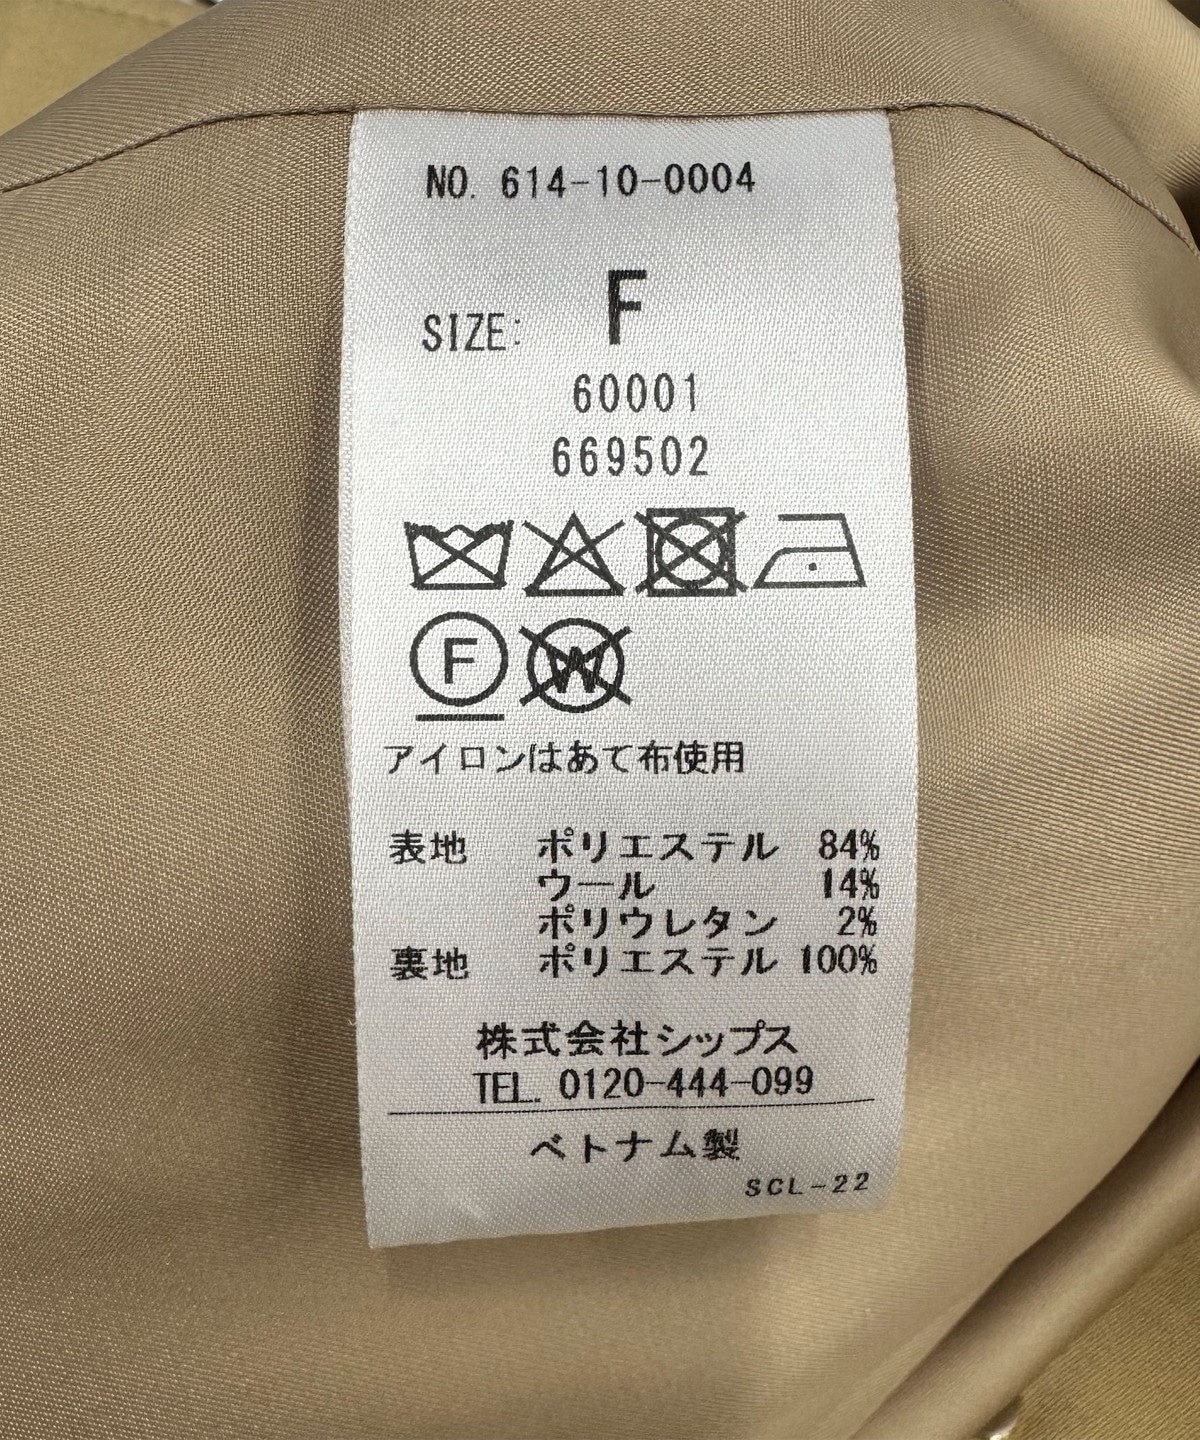 NO. 614-10-0004
SIZE: F
60001
669502
F W
アイロンはあて布使用
表地 ポリエステル 84%
ウール 14%
ポリウレタン 2%
裏地 ポリエステル 100%
株式会社シップス
TEL. 0120-444-099
ベトナム製
SCL-22